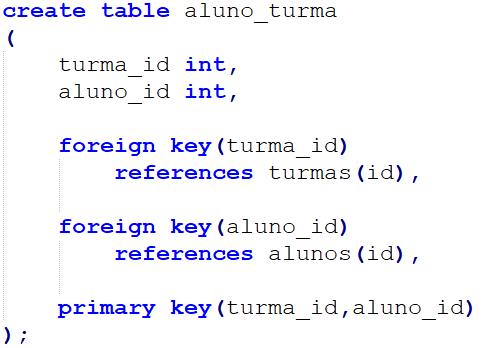 create table aluno_turma
(
turma_id int,
aluno_id int,
foreign key(turma_id)
references turmas(id),
foreign key(aluno_id)
references alunos(id),
primary key(turma_id,aluno_id)
);